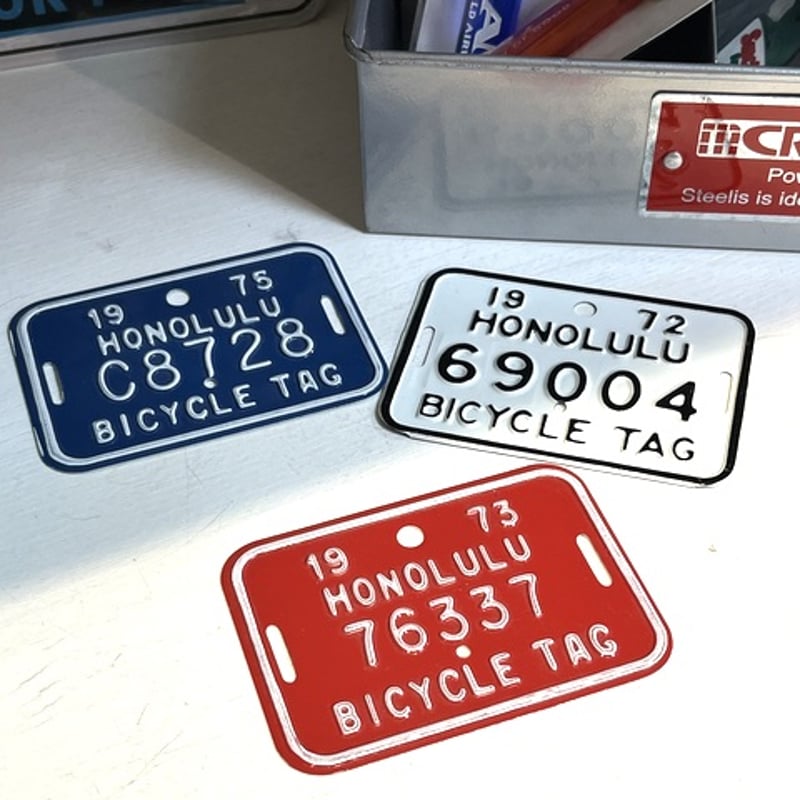 19 75
HONOLULU
C8728
BICYCLE TAG
19 72
HONOLULU
69004
BICYCLE TAG
19 73
HONOLULU
76337
BICYCLE TAG
Steelis is